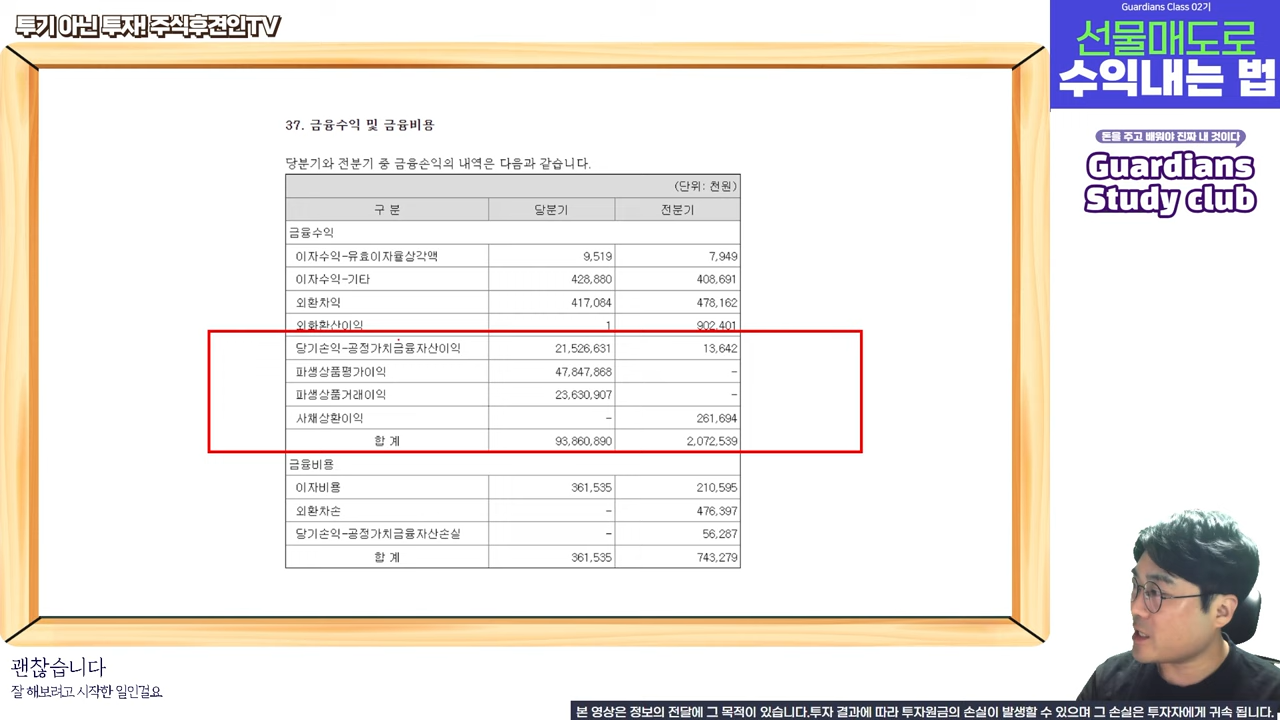 투기 아닌 투재! 주식후견인TV
Guardians Class 02기
선물매도로
수익내는 법
돈을 주고 배워야 진짜 내 것이다
Guardians
Study club
37. 금융수익 및 금융비용
당분기와 전분기 중 금융손익의 내역은 다음과 같습니다.
(단위: 천원)
구 분 당분기 전분기
금융수익
이자수익-유효이자율상각액 9,519 7,949
이자수익-기타 428,880 408,691
외환차익 417,084 478,162
외화환산이익 1 902,401
당기손익-공정가치금융자산이익 21,526,631 13,642
파생상품평가이익 47,847,868 -
파생상품거래이익 23,630,907 -
사채상환이익 - 261,694
합 계 93,860,890 2,072,539
금융비용
이자비용 361,535 210,595
외환차손 - 476,397
당기손익-공정가치금융자산손실 - 56,287
합 계 361,535 743,279
괜찮습니다
잘 해보려고 시작한 일인걸요
본 영상은 정보의 전달에 그 목적이 있습니다.투자 결과에 따라 투자원금의 손실이 발생할 수 있으며 그 손실은 투자자에게 귀속 됩니다.